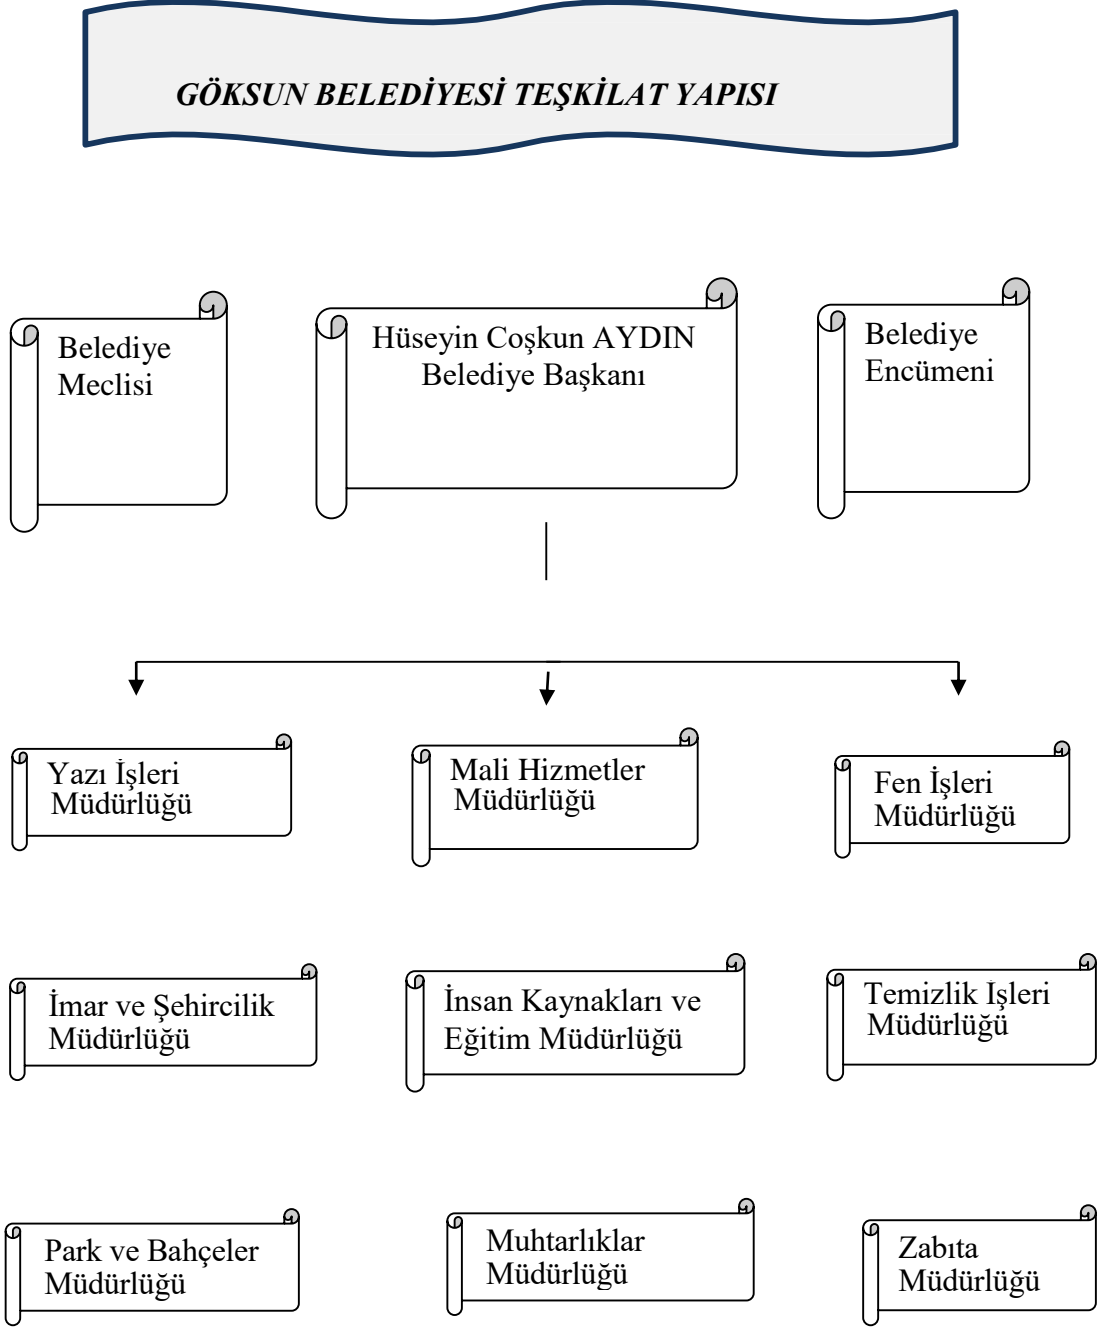 GÖKSUN BELEDİYESİ TEŞKİLAT YAPISI
Belediye
Meclisi
Hüseyin Coşkun AYDIN
Belediye Başkanı
Belediye
Encümeni
Yazı İşleri
Müdürlüğü
Mali Hizmetler
Müdürlüğü
Fen İşleri
Müdürlüğü
İmar ve Şehircilik
Müdürlüğü
İnsan Kaynakları ve
Eğitim Müdürlüğü
Temizlik İşleri
Müdürlüğü
Park ve Bahçeler
Müdürlüğü
Muhtarlıklar
Müdürlüğü
Zabıta
Müdürlüğü